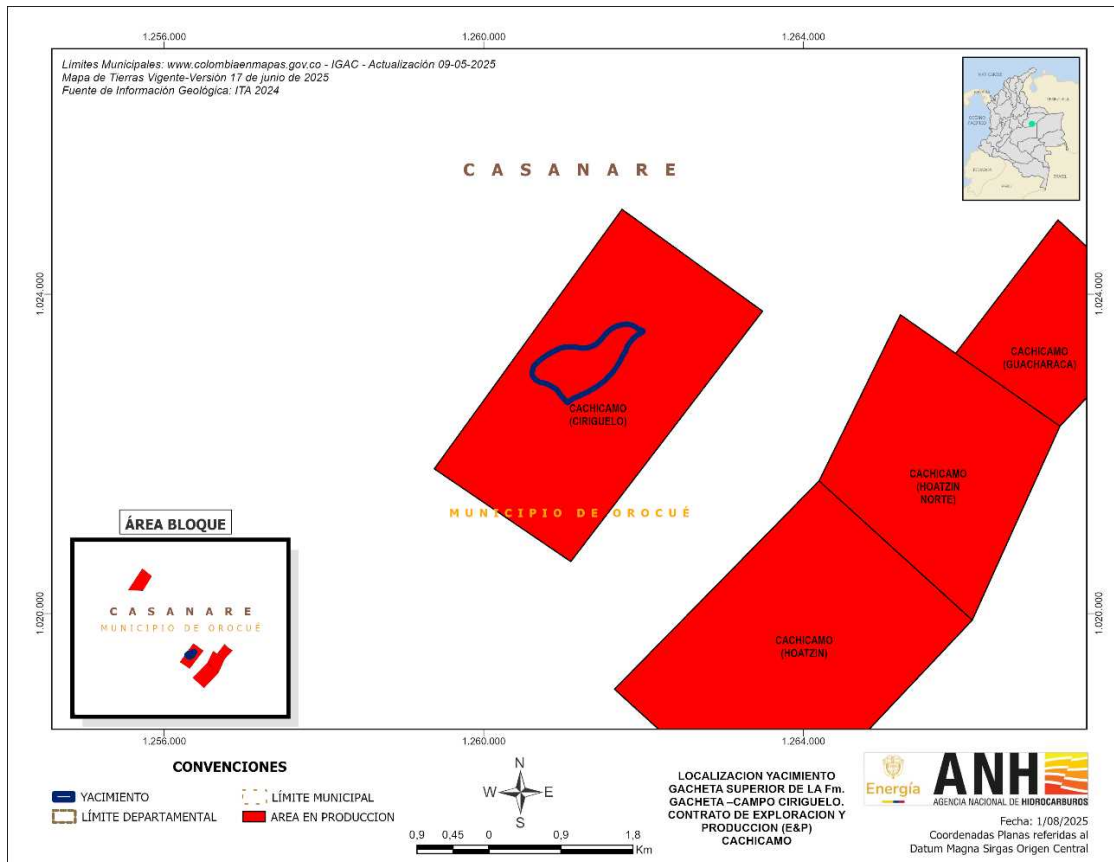 1.256.000
1.260.000
1.264.000
Límites Municipales: www.colombiaenmapas.gov.co - IGAC - Actualización 09-05-2025
Mapa de Tierras Vigente-Versión 17 de junio de 2025
Fuente de Información Geológica: ITA 2024
CASANARE
1.024.000
1.024.000
CACHICAMO
(GUACHARACA)
CACHICAMO
(CIRIGUELO)
CACHICAMO
(HOATZIN
NORTE)
MUNICIPIO DE OROCUÉ
ÁREA BLOQUE
CASANARE
MUNICIPIO DE OROCUÉ
1.020.000
1.020.000
CACHICAMO
(HOATZIN)
1.256.000
1.260.000
1.264.000
CONVENCIONES
YACIMIENTO
LÍMITE MUNICIPAL
LÍMITE DEPARTAMENTAL
AREA EN PRODUCCION
N
W
E
S
0,9 0,45 0 0,9 1,8
Km
LOCALIZACION YACIMIENTO
GACHETA SUPERIOR DE LA Fm.
GACHETA –CAMPO CIRIGUELO.
CONTRATO DE EXPLORACION Y
PRODUCCION (E&P)
CACHICAMO
Energía
ANH
AGENCIA NACIONAL DE HIDROCARBUROS
Fecha: 1/08/2025
Coordenadas Planas referidas al
Datum Magna Sirgas Origen Central